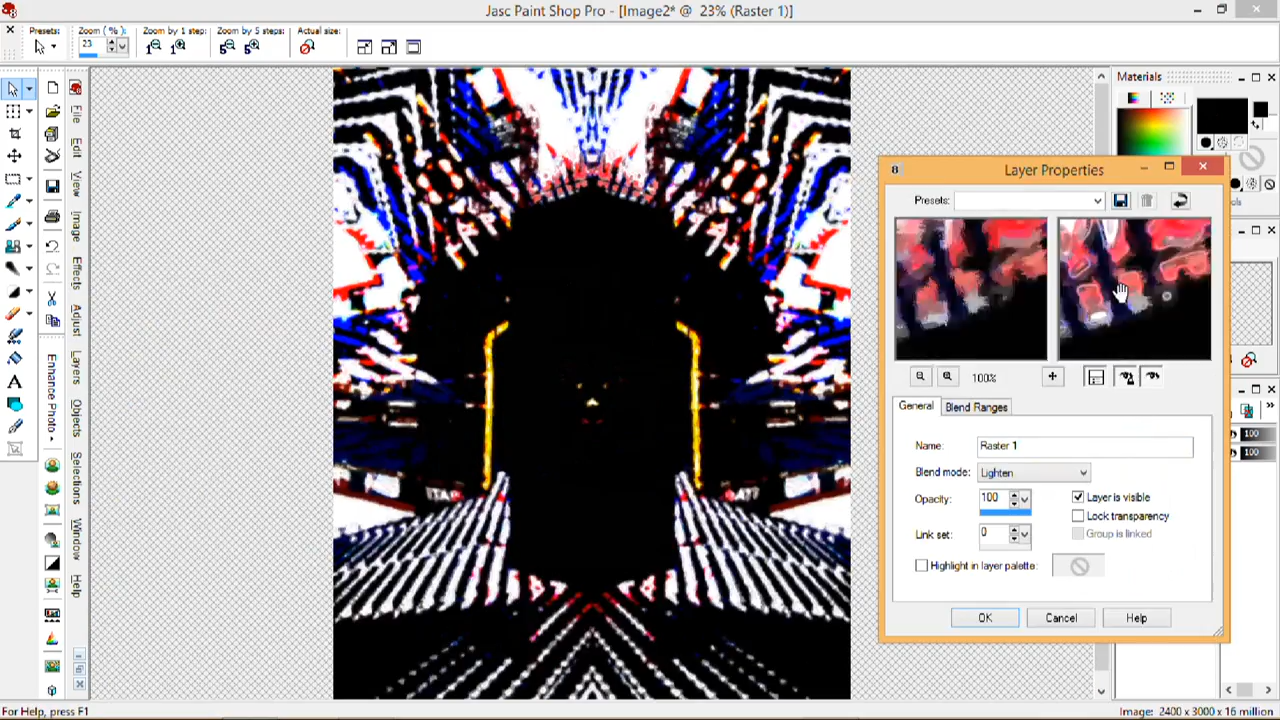 Jasc Paint Shop Pro - [Image2* @ 23% (Raster 1)]
Presets:
Zoom (%):
Zoom by 1 step:
Zoom by 5 steps:
Actual size:
23
Materials
File
Edit
View
Image
Effects
Adjust
Layers
Objects
Selections
Window
Help
Enhance Photo
Layer Properties
Presets:
100%
General
Blend Ranges
Name:
Raster 1
Blend mode:
Lighten
Opacity:
100
Layer is visible
Lock transparency
Link set:
0
Group is linked
Highlight in layer palette:
OK
Cancel
Help
100
100
For Help, press F1
Image: 2400 x 3000 x 16 million